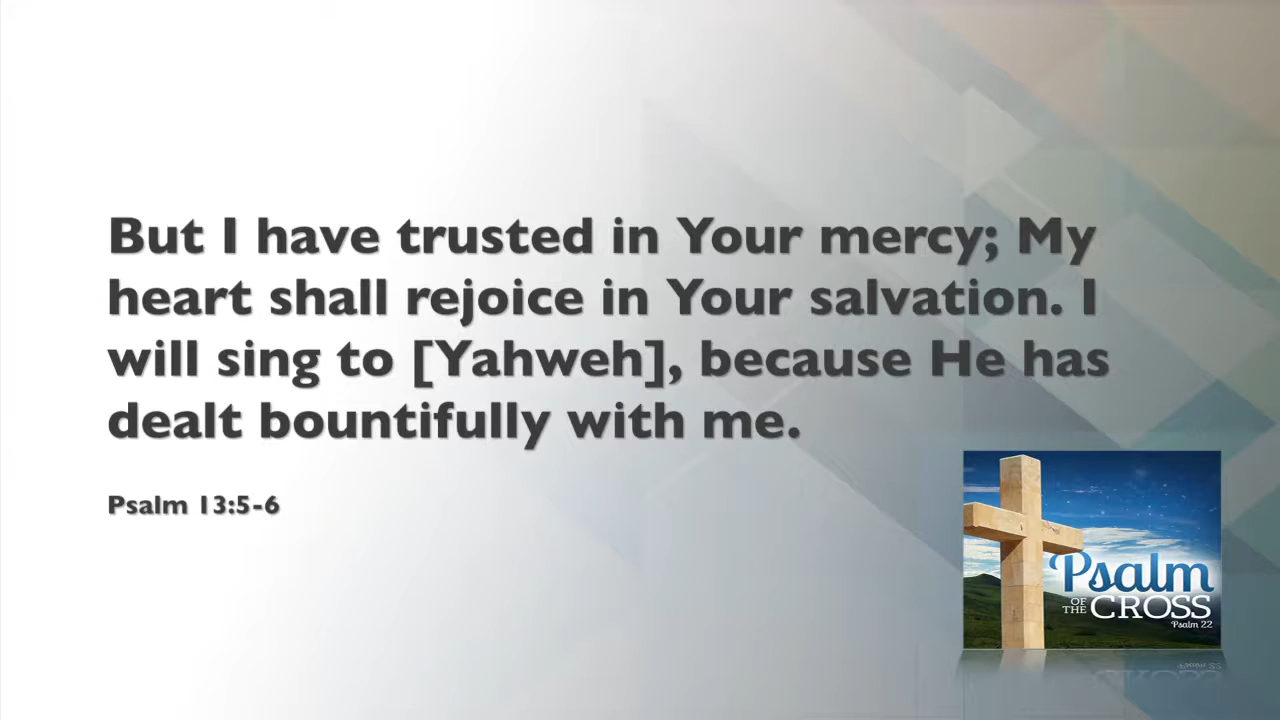 But I have trusted in Your mercy; My
heart shall rejoice in Your salvation. I
will sing to [Yahweh], because He has
dealt bountifully with me.
Psalm 13:5-6
Psalm
OF THE CROSS
Psalm 22